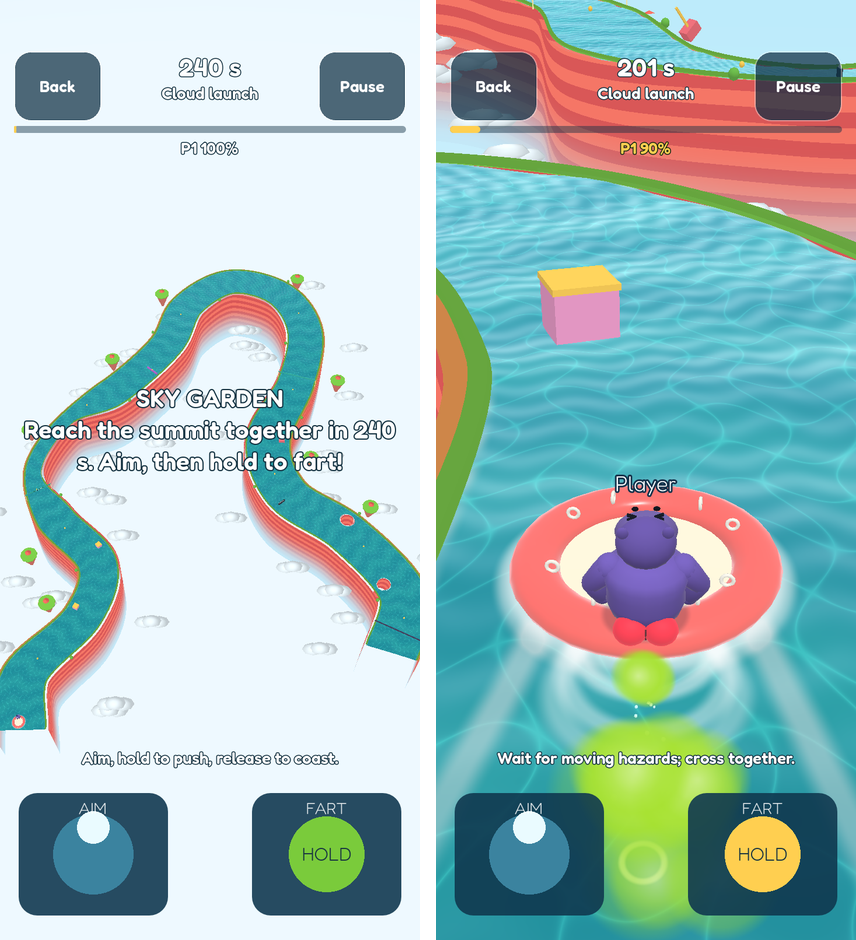 Back
240 s
Cloud launch
Pause
P1 100%
SKY GARDEN
Reach the summit together in 240
s. Aim, then hold to fart!
Aim, hold to push, release to coast.
AIM
FART
HOLD
Back
201 s
Cloud launch
Pause
P1 90%
Player
Wait for moving hazards; cross together.
AIM
FART
HOLD